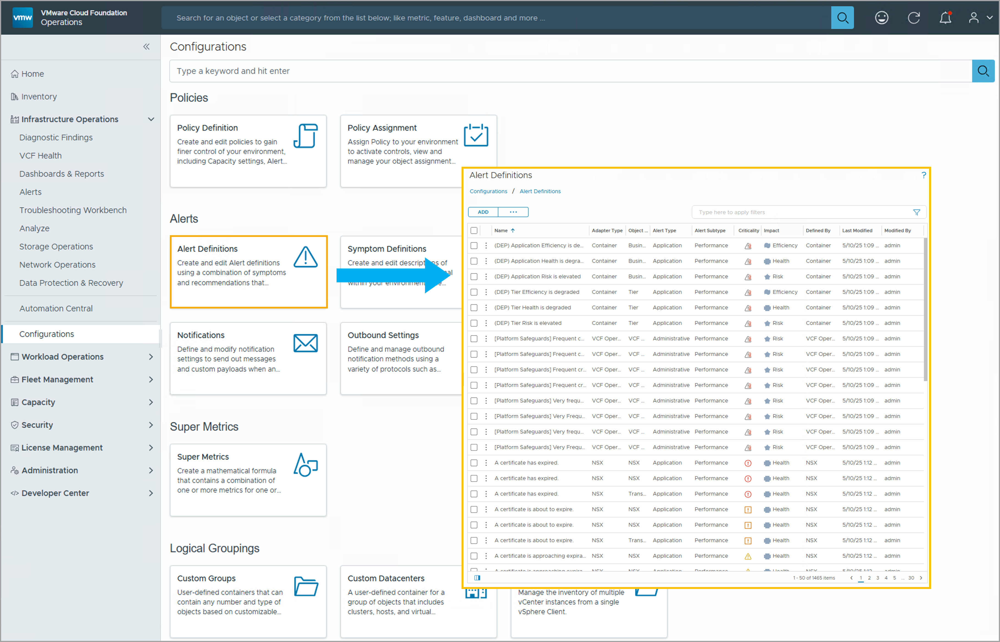 vmw
VMware Cloud Foundation
Operations
Search for an object or select a category from the list below; like metric, feature, dashboard and more ...
Home
Inventory
Infrastructure Operations
Diagnostic Findings
VCF Health
Dashboards & Reports
Alerts
Troubleshooting Workbench
Analyze
Storage Operations
Network Operations
Data Protection & Recovery
Automation Central
Configurations
Workload Operations
Fleet Management
Capacity
Security
License Management
Administration
Developer Center
Configurations
Type a keyword and hit enter
Policies
Policy Definition
Create and edit policies to gain
finer control of your environment,
including Capacity settings, Alert...
Policy Assignment
Assign Policy to your environment
to activate controls, view and
manage your object assignment...
Alerts
Alert Definitions
Create and edit Alert definitions
using a combination of symptoms
and recommendations that...
Symptom Definitions
Create and edit descriptions of
within your environment
Notifications
Define and modify notification
settings to send out messages
and custom payloads when an...
Outbound Settings
Define and manage outbound
notification methods using a
variety of protocols such as...
Super Metrics
Super Metrics
Create a mathematical formula
that contains a combination of
one or more metrics for one or...
Logical Groupings
Custom Groups
User-defined containers that can
contain any number and type of
objects based on customizable...
Custom Datacenters
A user-defined container for a
group of objects that includes
clusters, hosts, and virtual...
Manage the inventory of multiple
vCenter instances from a single
vSphere Client.
Alert Definitions ?
Configurations / Alert Definitions
ADD ...
Type here to apply filters
Name Adapter Type Object ... Alert Type Alert Subtype Criticality Impact Defined By Last Modified Modified By
(DEP) Application Efficiency is de... Container Busin... Application Performance Efficiency Container 5/10/25 1:09 ... admin
(DEP) Application Health is degra... Container Busin... Application Performance Health Container 5/10/25 1:09 ... admin
(DEP) Application Risk is elevated Container Busin... Application Performance Risk Container 5/10/25 1:09 ... admin
(DEP) Tier Efficiency is degraded Container Tier Application Performance Efficiency Container 5/10/25 1:09 ... admin
(DEP) Tier Health is degraded Container Tier Application Performance Health Container 5/10/25 1:09 ... admin
(DEP) Tier Risk is elevated Container Tier Application Performance Risk Container 5/10/25 1:09 ... admin
[Platform Safeguards] Frequent c... VCF Oper... VCF ... Administrative Performance Risk VCF Oper... 5/10/25 1:09 ... admin
[Platform Safeguards] Frequent c... VCF Oper... VCF ... Administrative Performance Risk VCF Oper... 5/10/25 1:09 ... admin
[Platform Safeguards] Frequent cr... VCF Oper... VCF ... Administrative Performance Risk VCF Oper... 5/10/25 1:09 ... admin
[Platform Safeguards] Frequent cr... VCF Oper... VCF ... Administrative Performance Risk VCF Oper... 5/10/25 1:09 ... admin
[Platform Safeguards] Very frequ... VCF Oper... VCF ... Administrative Performance Risk VCF Oper... 5/10/25 1:09 ... admin
[Platform Safeguards] Very Frequ... VCF Oper... VCF ... Administrative Performance Risk VCF Oper... 5/10/25 1:09 ... admin
[Platform Safeguards] Very frequ... VCF Oper... VCF ... Administrative Performance Risk VCF Oper... 5/10/25 1:09 ... admin
[Platform Safeguards] Very Frequ... VCF Oper... VCF ... Administrative Performance Risk VCF Oper... 5/10/25 1:09 ... admin
A certificate has expired. NSX NSX Application Performance Health NSX 5/10/25 1:12 ... admin
A certificate has expired. NSX NSX Application Performance Health NSX 5/10/25 1:12 ... admin
A certificate has expired. NSX Trans... Application Performance Health NSX 5/10/25 1:12 ... admin
A certificate is about to expire. NSX NSX Application Performance Health NSX 5/10/25 1:12 ... admin
A certificate is about to expire. NSX NSX Application Performance Health NSX 5/10/25 1:12 ... admin
A certificate is about to expire. NSX Trans... Application Performance Health NSX 5/10/25 1:12 ... admin
A certificate is approaching expira... NSX NSX Application Performance Health NSX 5/10/25 1:12 ... admin
A certificate is approaching expira... NSX NSX Application Performance Health NSX 5/10/25 1:12 ... admin
1 - 50 of 1465 items 1 2 3 4 5 ... 30